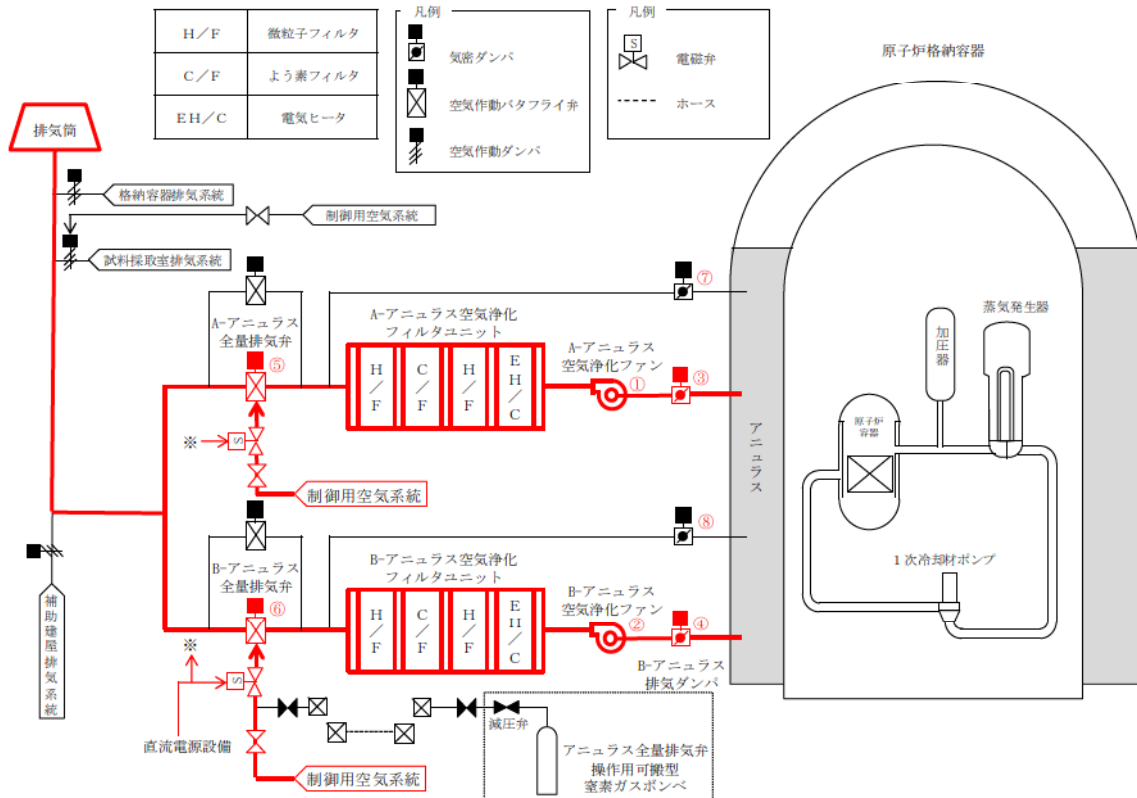 H/F 微粒子フィルタ
C/F よう素フィルタ
EH/C 電気ヒータ
凡例
気密ダンパ
空気作動バタフライ弁
空気作動ダンパ
凡例
S 電磁弁
ホース
原子炉格納容器
排気筒
格納容器排気系統
制御用空気系統
試料採取室排気系統
⑦
A-アニュラス
全量排気弁
⑤
A-アニュラス空気浄化
フィルタユニット
H/F
C/F
H/F
EH/C
A-アニュラス
空気浄化ファン
①
③
※
S
制御用空気系統
アニュラス
加圧器
蒸気発生器
原子炉
容器
1次冷却材ポンプ
⑧
B-アニュラス
全量排気弁
⑥
B-アニュラス空気浄化
フィルタユニット
H/F
C/F
H/F
EH/C
B-アニュラス
空気浄化ファン
②
④
B-アニュラス
排気ダンパ
補助建屋排気系統
※
S
直流電源設備
制御用空気系統
減圧弁
アニュラス全量排気弁
操作用可搬型
窒素ガスボンベ